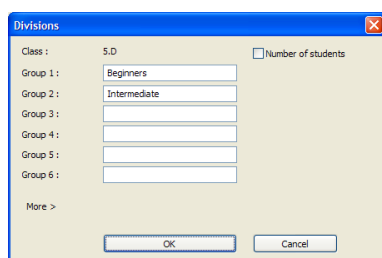 Divisions
Class : 5.D
Number of students
Group 1 : Beginners
Group 2 : Intermediate
Group 3 :
Group 4 :
Group 5 :
Group 6 :
More >
OK Cancel